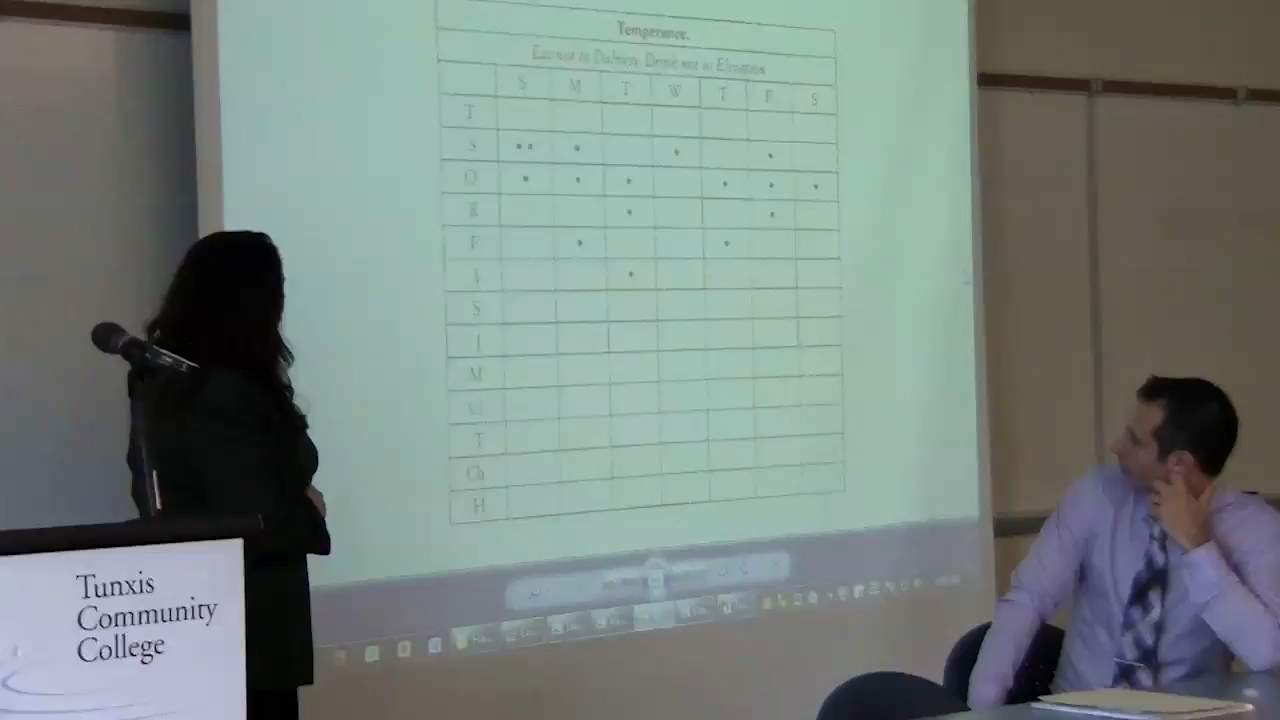 Temperance.
Eat not to Dulness. Drink not to Elevation
S M T W T F S
T
S
O
R
F
I
S
J
M
T
Ch
H
Tunxis
Community
College